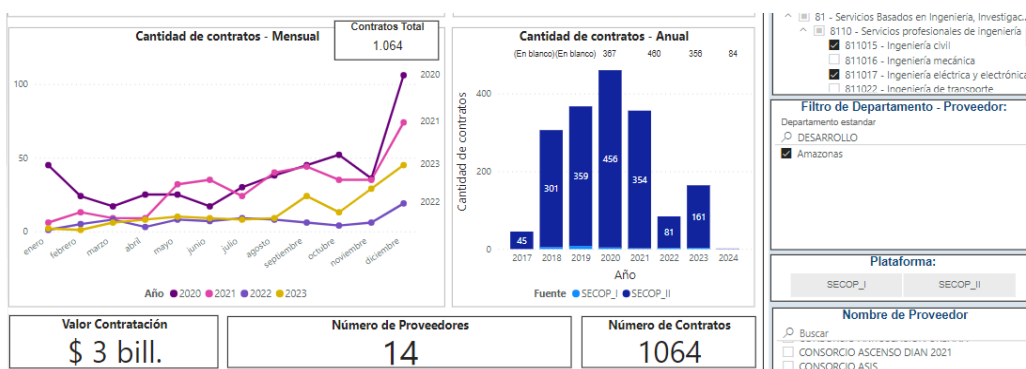 Cantidad de contratos - Mensual
Contratos Total
1.064
100
50
0
2020
2021
2023
2022
enero
febrero
marzo
abril
mayo
junio
julio
agosto
septiembre
octubre
noviembre
diciembre
Año 2020 2021 2022 2023
Cantidad de contratos - Anual
(En blanco)(En blanco) 367 460 356 84
Cantidad de contratos
400
200
0
45
301
359
456
354
81
161
2017 2018 2019 2020 2021 2022 2023 2024
Año
Fuente SECOP_I SECOP_II
81 - Servicios Basados en Ingeniería, Investigac...
8110 - Servicios profesionales de ingeniería
811015 - Ingeniería civil
811016 - Ingeniería mecánica
811017 - Ingeniería eléctrica y electrónica
811022 - Ingeniería de transporte
Filtro de Departamento - Proveedor:
Departamento estandar
DESARROLLO
Amazonas
Plataforma:
SECOP_I SECOP_II
Nombre de Proveedor
Buscar
CONSORCIO ASCENSO DIAN 2021
CONSORCIO ASIS
Valor Contratación
$ 3 bill.
Número de Proveedores
14
Número de Contratos
1064